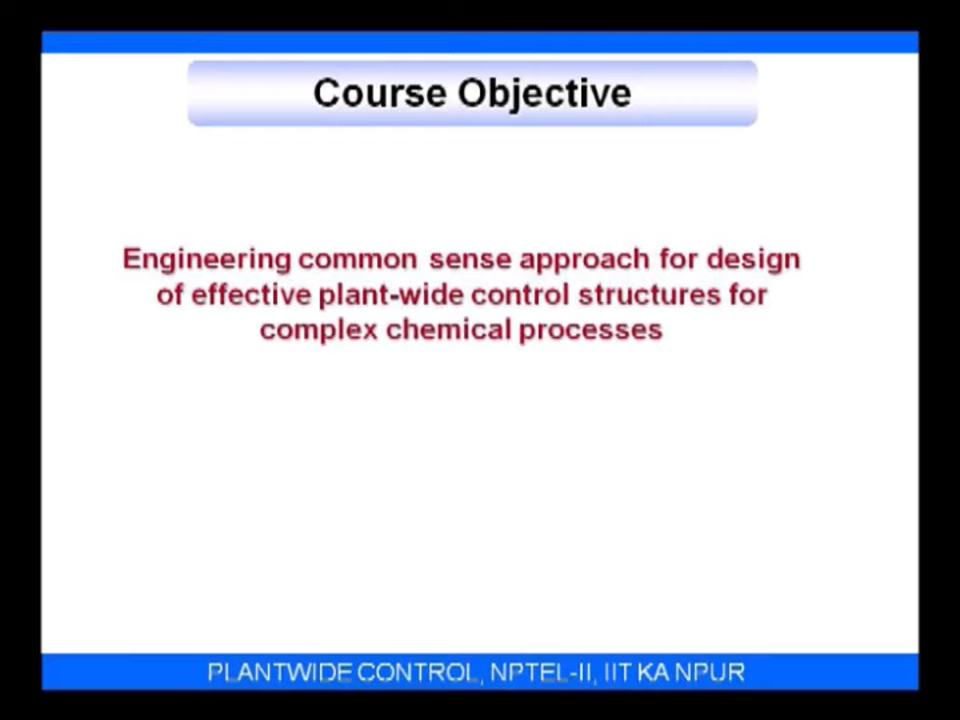 Course Objective
Engineering common sense approach for design
of effective plant-wide control structures for
complex chemical processes
PLANTWIDE CONTROL, NPTEL-II, IIT KANPUR